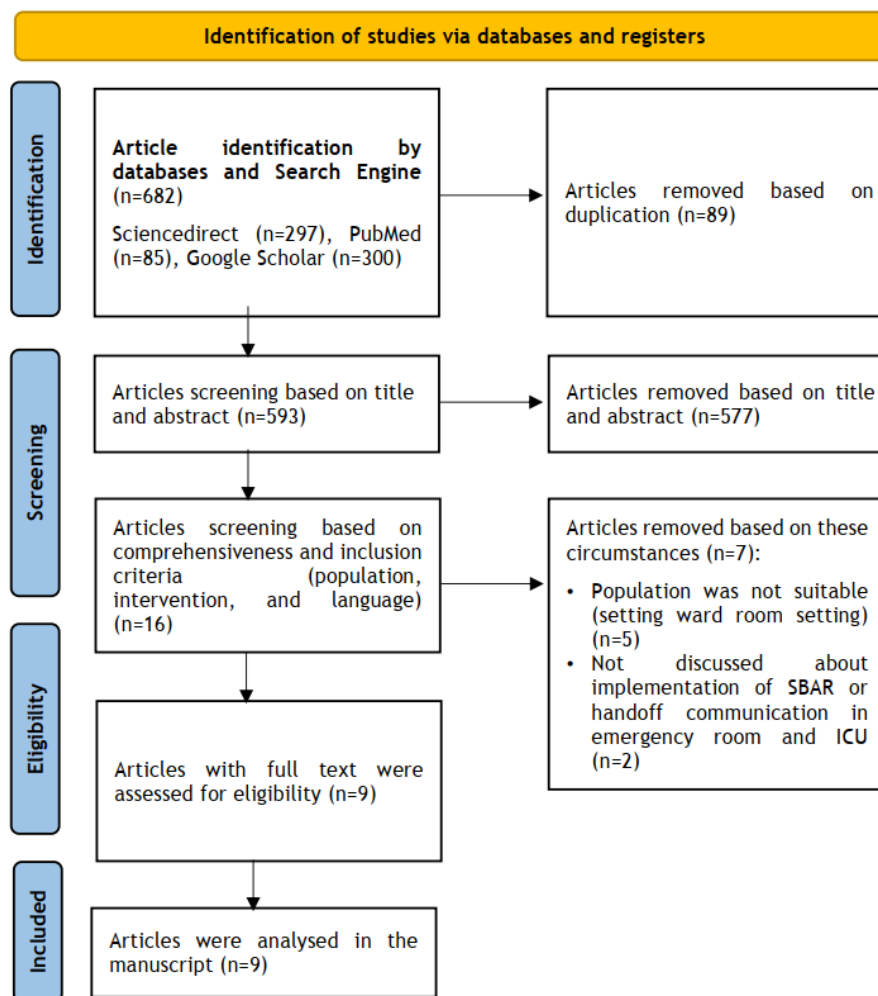 Identification of studies via databases and registers
Identification
Article identification by
databases and Search Engine
(n=682)
Sciencedirect (n=297), PubMed
(n=85), Google Scholar (n=300)
Articles removed based on
duplication (n=89)
Screening
Articles screening based on title
and abstract (n=593)
Articles removed based on title
and abstract (n=577)
Articles screening based on
comprehensiveness and inclusion
criteria (population,
intervention, and language)
(n=16)
Articles removed based on these
circumstances (n=7):
• Population was not suitable
(setting ward room setting)
(n=5)
• Not discussed about
implementation of SBAR or
handoff communication in
emergency room and ICU
(n=2)
Eligibility
Articles with full text were
assessed for eligibility (n=9)
Included
Articles were analysed in the
manuscript (n=9)